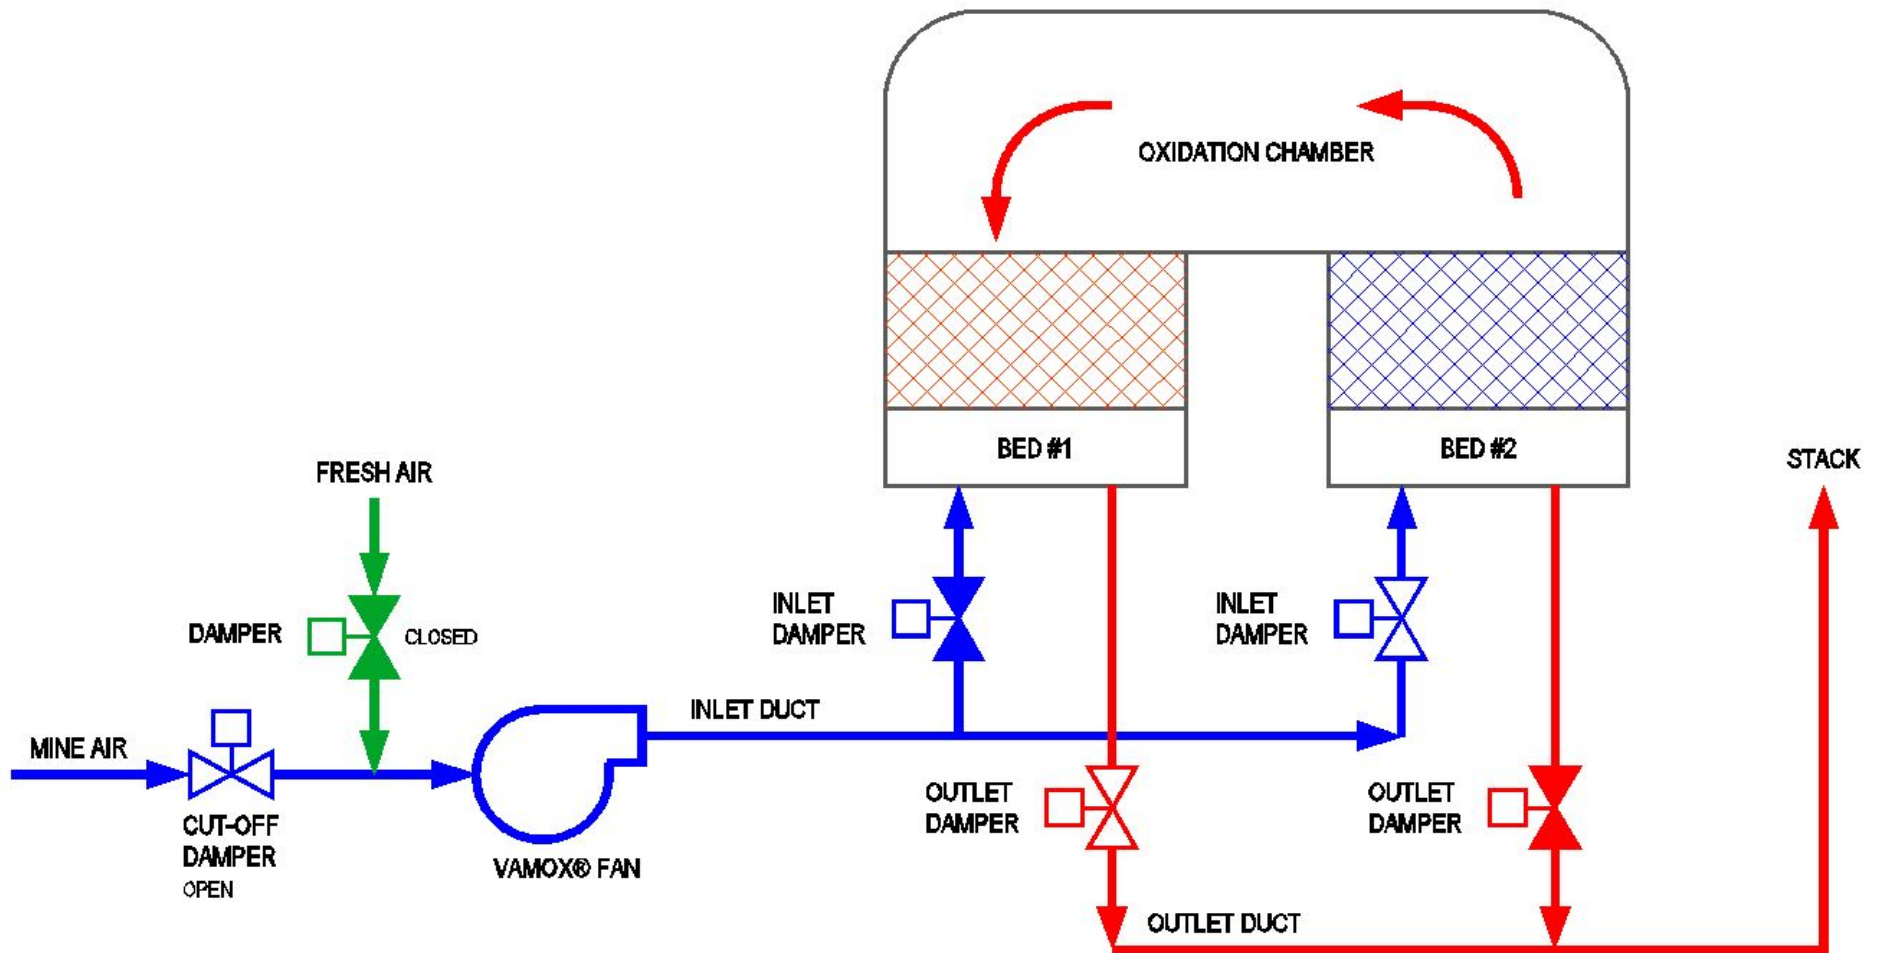 OXIDATION CHAMBER
BED #1
BED #2
STACK
FRESH AIR
DAMPER
CLOSED
INLET
DAMPER
INLET
DAMPER
INLET DUCT
MINE AIR
CUT-OFF
DAMPER
OPEN
VAMOX® FAN
OUTLET
DAMPER
OUTLET
DAMPER
OUTLET DUCT